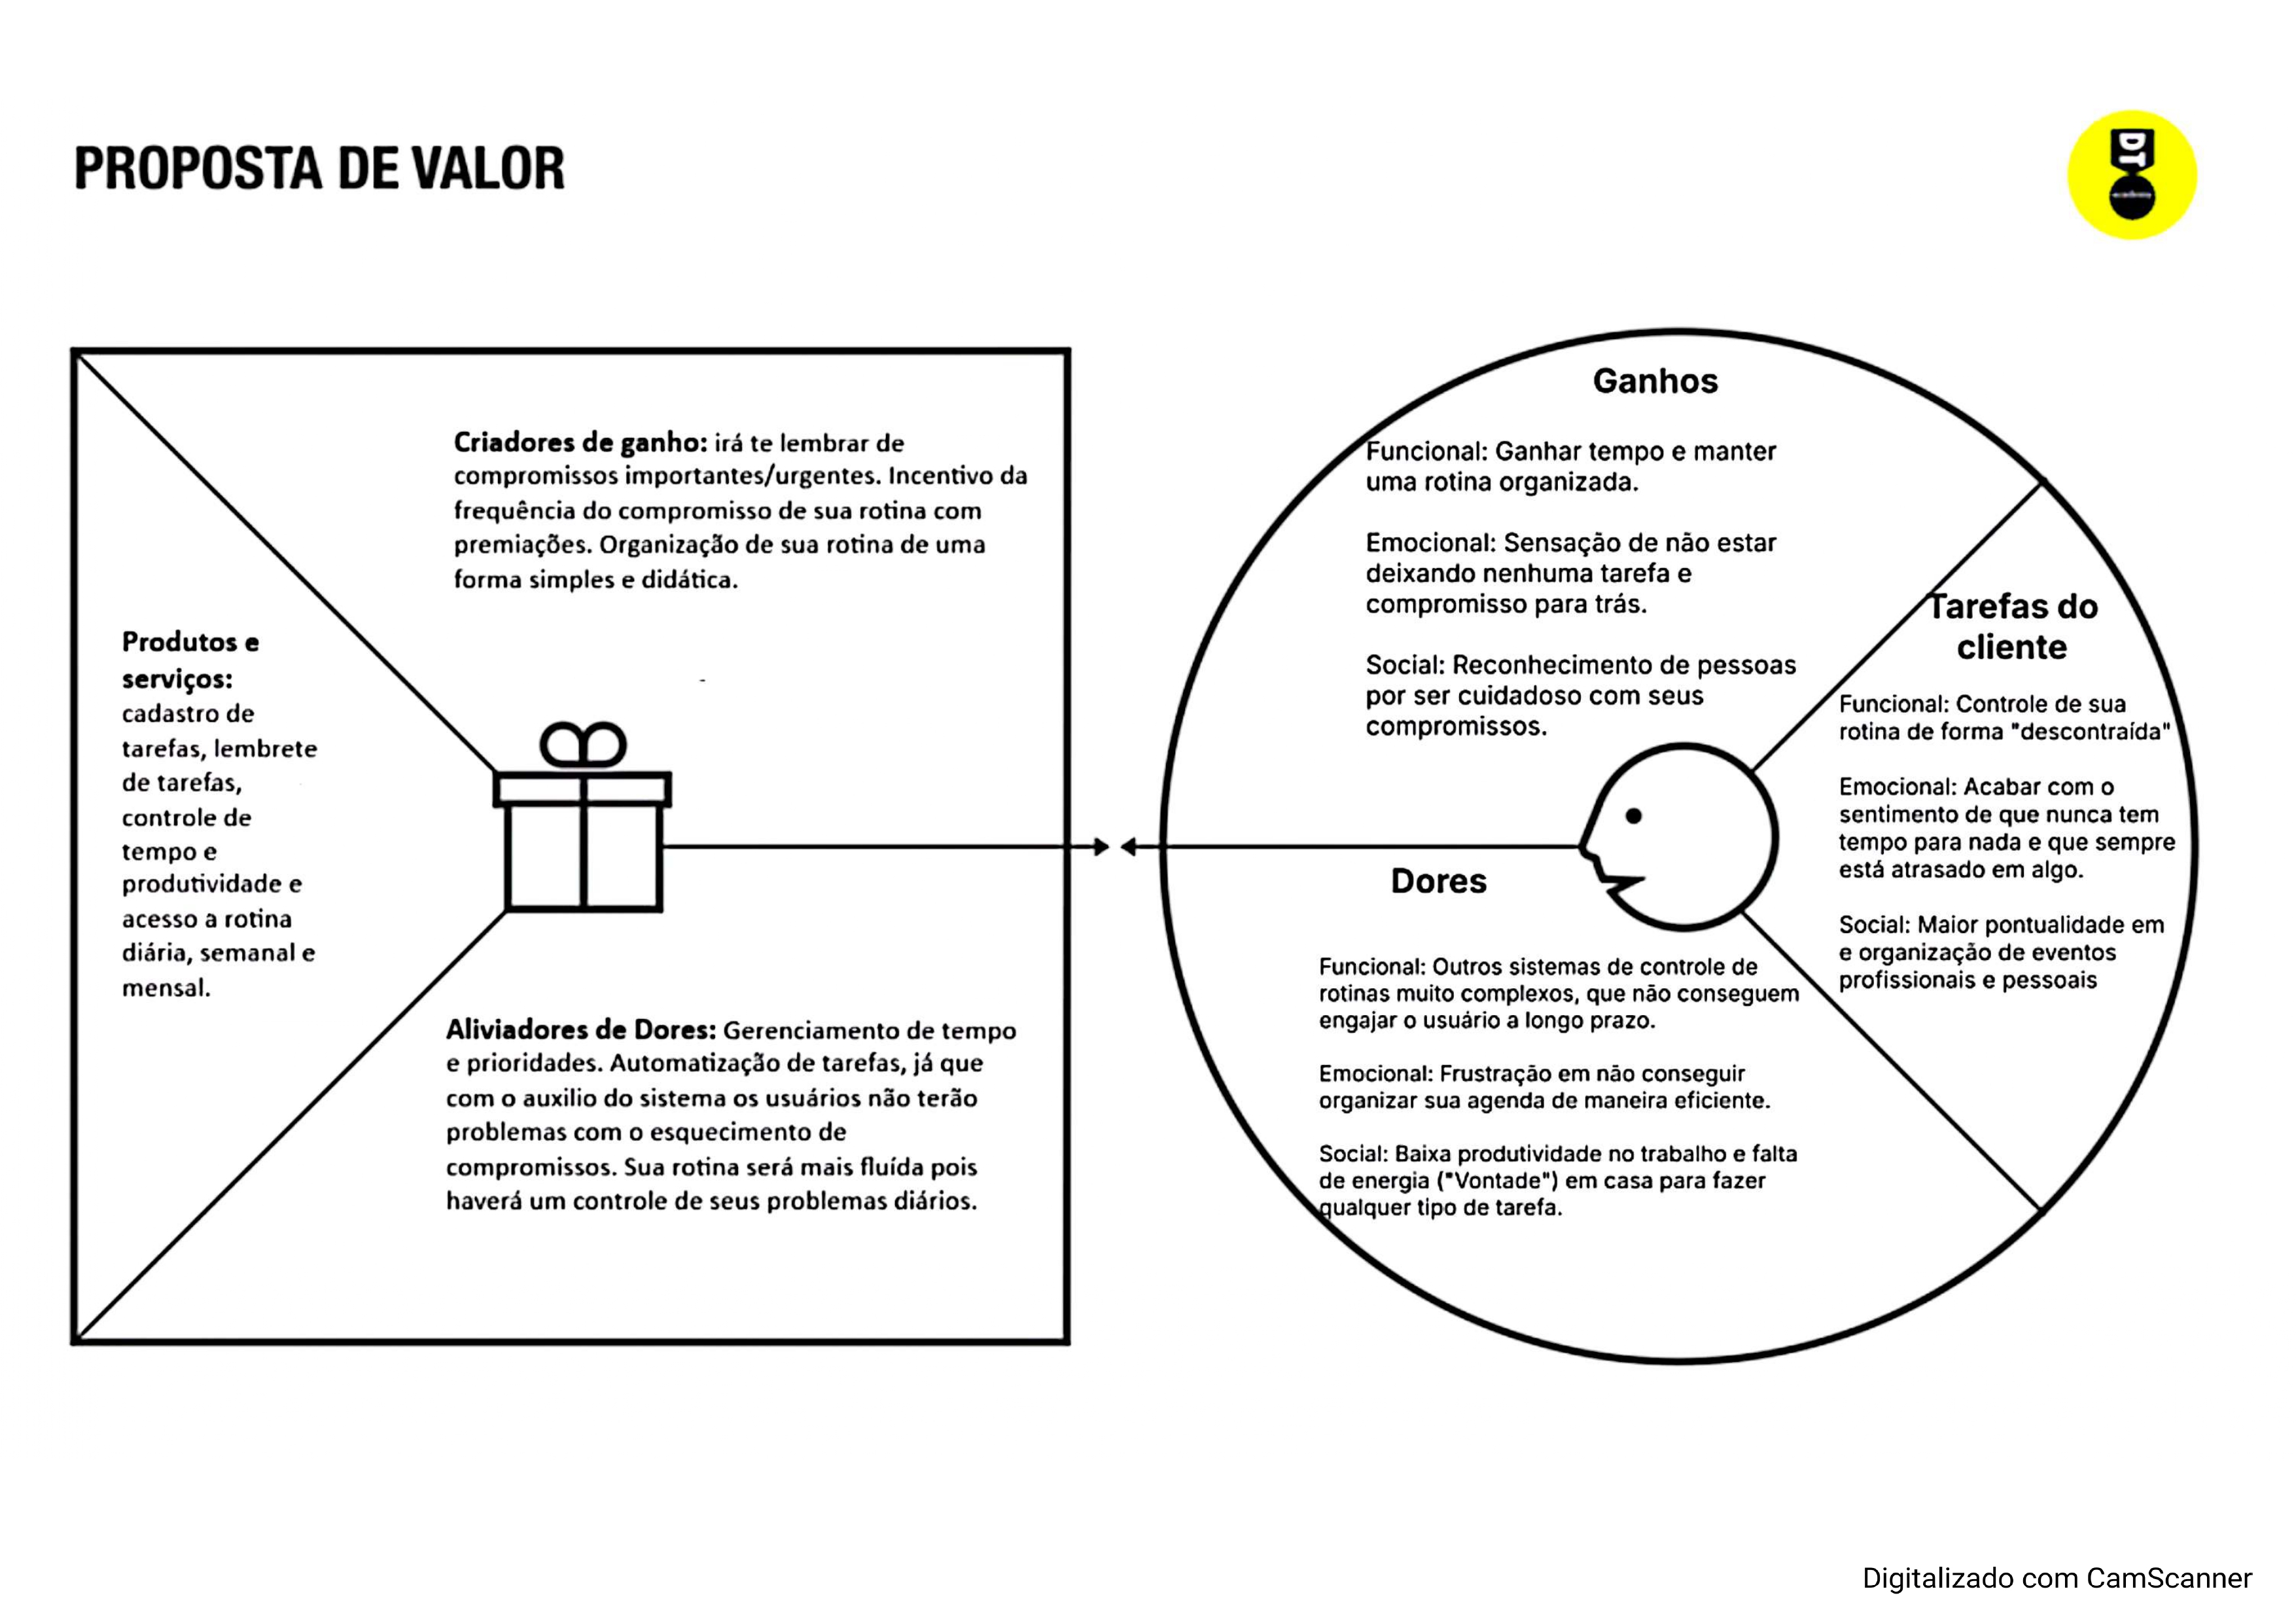 PROPOSTA DE VALOR
DT
academy
Criadores de ganho: irá te lembrar de
compromissos importantes/urgentes. Incentivo da
frequência do compromisso de sua rotina com
premiações. Organização de sua rotina de uma
forma simples e didática.
Produtos e
serviços:
cadastro de
tarefas, lembrete
de tarefas,
controle de
tempo e
produtividade e
acesso a rotina
diária, semanal e
mensal.
Aliviadores de Dores: Gerenciamento de tempo
e prioridades. Automatização de tarefas, já que
com o auxilio do sistema os usuários não terão
problemas com o esquecimento de
compromissos. Sua rotina será mais fluída pois
haverá um controle de seus problemas diários.
Ganhos
Funcional: Ganhar tempo e manter
uma rotina organizada.
Emocional: Sensação de não estar
deixando nenhuma tarefa e
compromisso para trás.
Social: Reconhecimento de pessoas
por ser cuidadoso com seus
compromissos.
Tarefas do
cliente
Funcional: Controle de sua
rotina de forma "descontraída"
Emocional: Acabar com o
sentimento de que nunca tem
tempo para nada e que sempre
está atrasado em algo.
Social: Maior pontualidade em
e organização de eventos
profissionais e pessoais
Dores
Funcional: Outros sistemas de controle de
rotinas muito complexos, que não conseguem
engajar o usuário a longo prazo.
Emocional: Frustração em não conseguir
organizar sua agenda de maneira eficiente.
Social: Baixa produtividade no trabalho e falta
de energia ("Vontade") em casa para fazer
qualquer tipo de tarefa.
Digitalizado com CamScanner